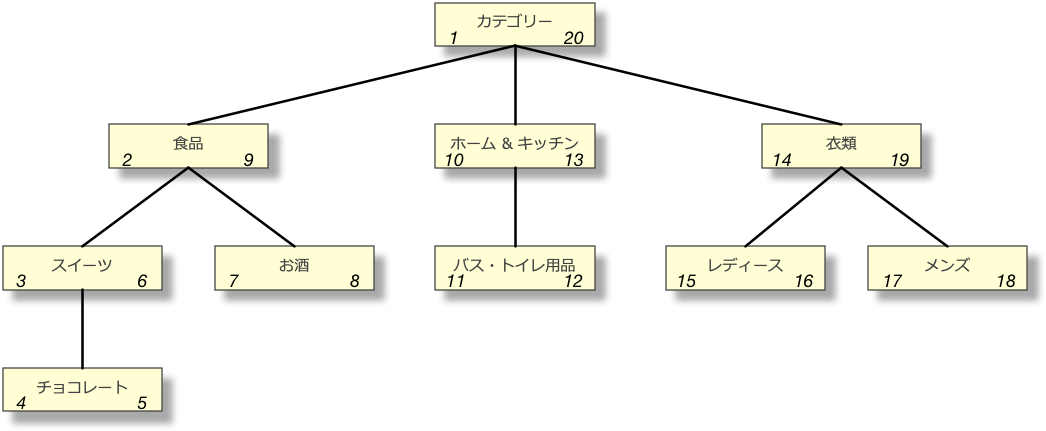 カテゴリー
1 20
食品
2 9
ホーム & キッチン
10 13
衣類
14 19
スイーツ
3 6
お酒
7 8
バス・トイレ用品
11 12
レディース
15 16
メンズ
17 18
チョコレート
4 5